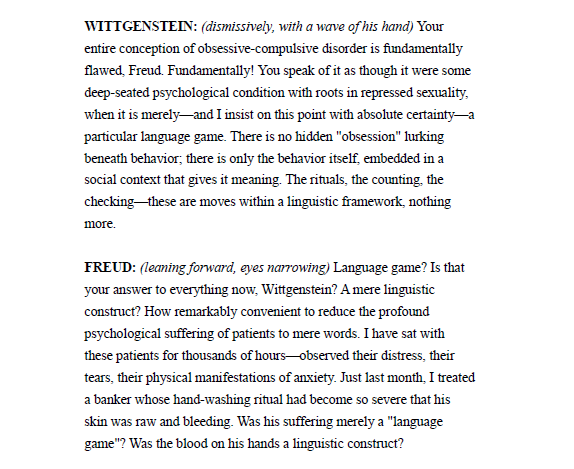 WITTGENSTEIN: (dismissively, with a wave of his hand) Your
entire conception of obsessive-compulsive disorder is fundamentally
flawed, Freud. Fundamentally! You speak of it as though it were some
deep-seated psychological condition with roots in repressed sexuality,
when it is merely—and I insist on this point with absolute certainty—a
particular language game. There is no hidden "obsession" lurking
beneath behavior; there is only the behavior itself, embedded in a
social context that gives it meaning. The rituals, the counting, the
checking—these are moves within a linguistic framework, nothing
more.
FREUD: (leaning forward, eyes narrowing) Language game? Is that
your answer to everything now, Wittgenstein? A mere linguistic
construct? How remarkably convenient to reduce the profound
psychological suffering of patients to mere words. I have sat with
these patients for thousands of hours—observed their distress, their
tears, their physical manifestations of anxiety. Just last month, I treated
a banker whose hand-washing ritual had become so severe that his
skin was raw and bleeding. Was his suffering merely a "language
game"? Was the blood on his hands a linguistic construct?